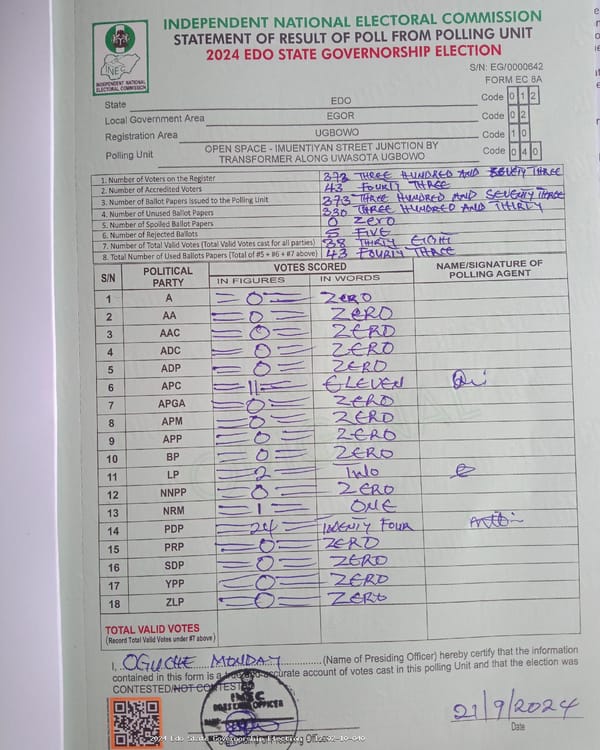 INDEPENDENT NATIONAL ELECTORAL COMMISSION
STATEMENT OF RESULT OF POLL FROM POLLING UNIT
2024 EDO STATE GOVERNORSHIP ELECTION
INEC
INDEPENDENT NATIONAL
ELECTORAL COMMISSION
S/N: EG/0000642
FORM EC 8A
State EDO Code 0 1 2
Local Government Area EGOR Code 0 2
Registration Area UGBOWO Code 1 0
Polling Unit OPEN SPACE - IMUENTIYAN STREET JUNCTION BY TRANSFORMER ALONG UWASOTA UGBOWO Code 0 4 0
1. Number of Voters on the Register 373 THREE HUNDRED AND SEVENTY THREE
2. Number of Accredited Voters 43 FOURTY THREE
3. Number of Ballot Papers Issued to the Polling Unit 373 THREE HUNDRED AND SEVENTY THREE
4. Number of Unused Ballot Papers 330 THREE HUNDRED AND THIRTY
5. Number of Spoiled Ballot Papers 0 ZERO
6. Number of Rejected Ballots 5 FIVE
7. Number of Total Valid Votes (Total Valid Votes cast for all parties) 38 THIRTY EIGHT
8. Total Number of Used Ballots Papers (Total of #5 + #6 + #7 above) 43 FOURTY THREE
S/N POLITICAL PARTY VOTES SCORED NAME/SIGNATURE OF POLLING AGENT
IN FIGURES IN WORDS
1 A =0= ZERO
2 AA =0= ZERO
3 AAC =0= ZERO
4 ADC =0= ZERO
5 ADP =0= ZERO
6 APC =11= ELEVEN
7 APGA =0= ZERO
8 APM =0= ZERO
9 APP =0= ZERO
10 BP =0= ZERO
11 LP =2= TWO
12 NNPP =0= ZERO
13 NRM =1= ONE
14 PDP =24= TWENTY FOUR
15 PRP =0= ZERO
16 SDP =0= ZERO
17 YPP =0= ZERO
18 ZLP =0= ZERO
TOTAL VALID VOTES
(Record Total Valid Votes under #7 above)
I, OGUCHE MONDAY (Name of Presiding Officer) hereby certify that the information
contained in this form is a accurate account of votes cast in this polling Unit and that the election was
CONTESTED/NOT CONTESTED
INEC
21/9/2024
Date
2024 Edo State Governorship Election